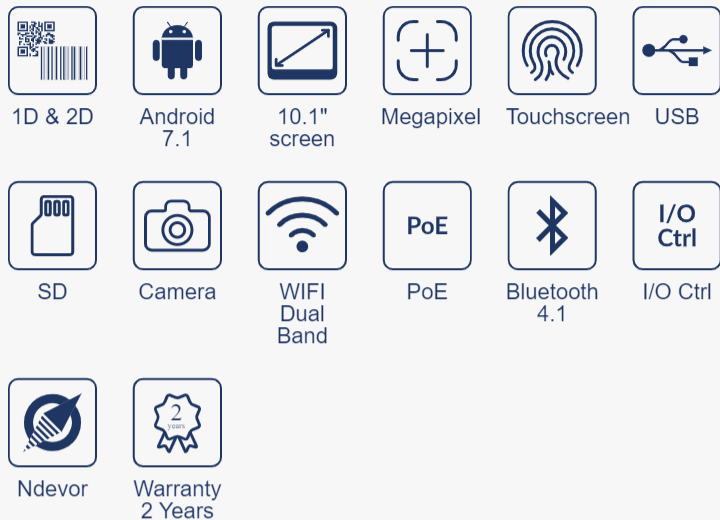 1D & 2D
Android
7.1
10.1"
screen
Megapixel
Touchscreen
USB
PoE
I/O
Ctrl
SD
Camera
WIFI
Dual
Band
PoE
Bluetooth
4.1
I/O Ctrl
2
years
Ndevor
Warranty
2 Years